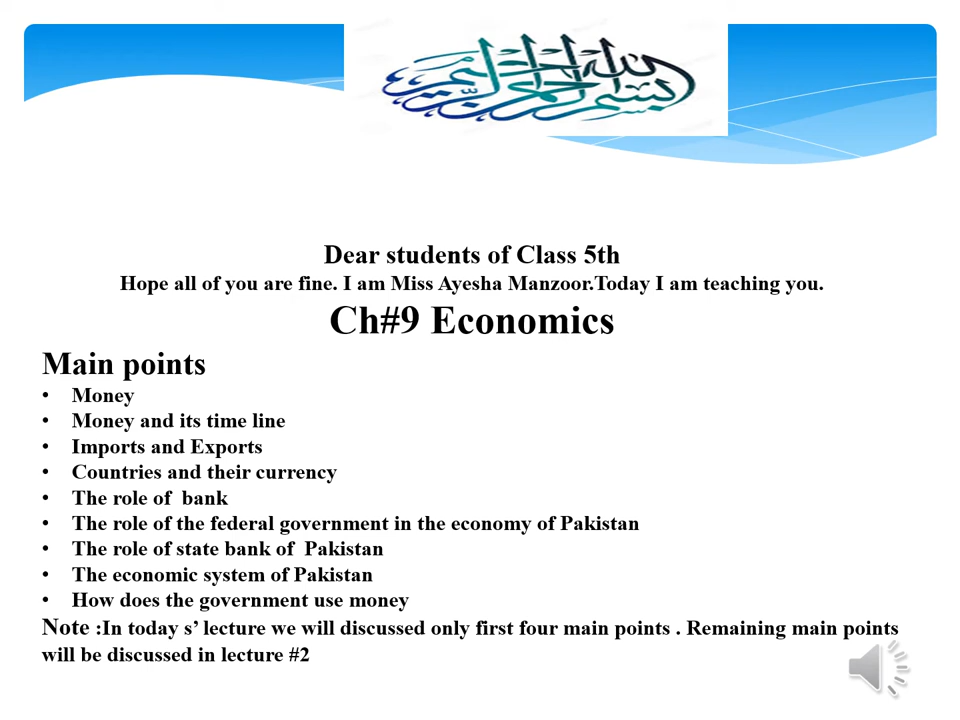 بسم الله الرحمن الرحيم
Dear students of Class 5th
Hope all of you are fine. I am Miss Ayesha Manzoor.Today I am teaching you.
Ch#9 Economics
Main points
• Money
• Money and its time line
• Imports and Exports
• Countries and their currency
• The role of  bank
• The role of the federal government in the economy of Pakistan
• The role of state bank of  Pakistan
• The economic system of Pakistan
• How does the government use money
Note :In today s’ lecture we will discussed only first four main points . Remaining main points
will be discussed in lecture #2